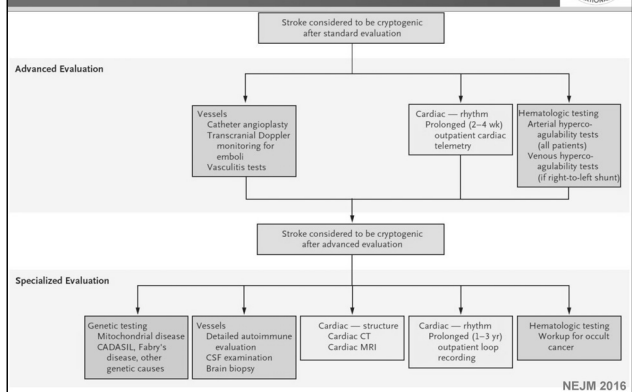 Stroke considered to be cryptogenic
after standard evaluation
Advanced Evaluation
Vessels
Catheter angioplasty
Transcranial Doppler
monitoring for
emboli
Vasculitis tests
Cardiac — rhythm
Prolonged (2–4 wk)
outpatient cardiac
telemetry
Hematologic testing
Arterial hyperco-
agulability tests
(all patients)
Venous hyperco-
agulability tests
(if right-to-left shunt)
Stroke considered to be cryptogenic
after advanced evaluation
Specialized Evaluation
Genetic testing
Mitochondrial disease
CADASIL, Fabry's
disease, other
genetic causes
Vessels
Detailed autoimmune
evaluation
CSF examination
Brain biopsy
Cardiac — structure
Cardiac CT
Cardiac MRI
Cardiac — rhythm
Prolonged (1–3 yr)
outpatient loop
recording
Hematologic testing
Workup for occult
cancer
NEJM 2016